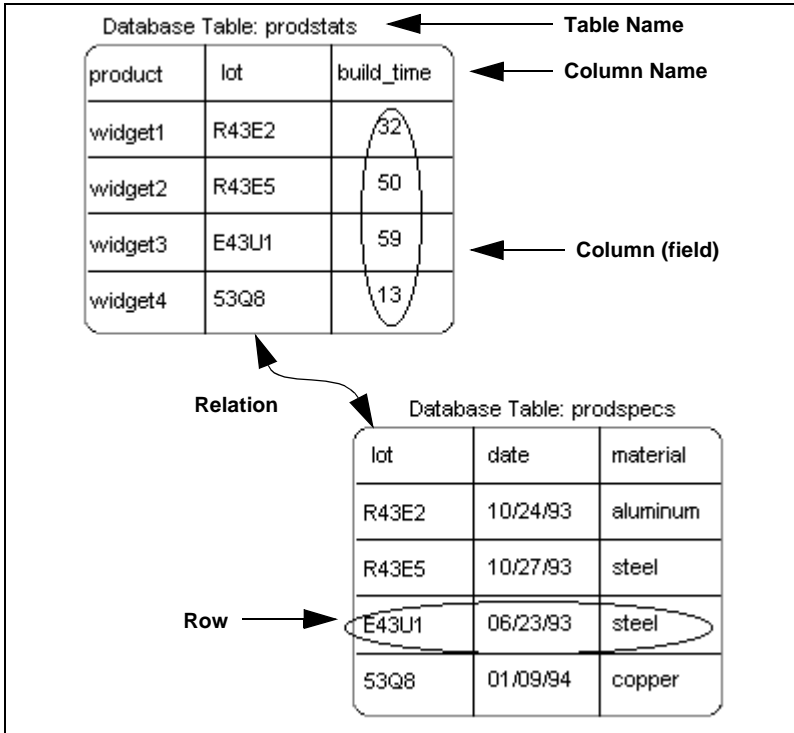 Database Table: prodstats Table Name
product lot build_time Column Name
widget1 R43E2 32
widget2 R43E5 50
widget3 E43U1 59 Column (field)
widget4 53Q8 13
Relation Database Table: prodspecs
lot date material
R43E2 10/24/93 aluminum
R43E5 10/27/93 steel
Row E43U1 06/23/93 steel
53Q8 01/09/94 copper